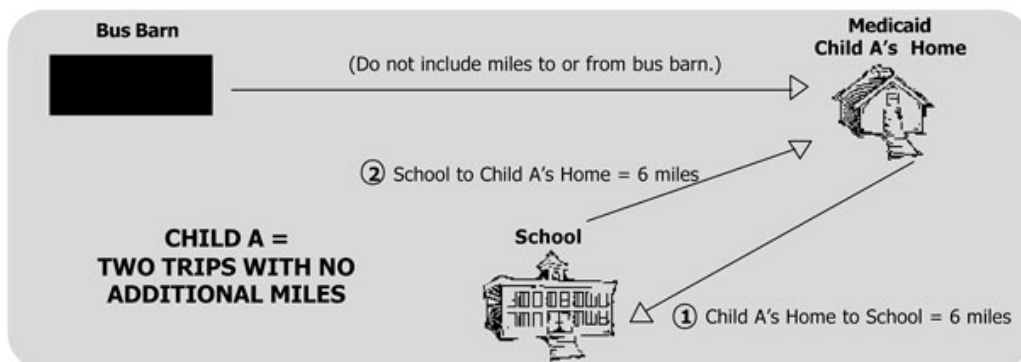 Bus Barn
Medicaid
Child A's Home
(Do not include miles to or from bus barn.)
② School to Child A's Home = 6 miles
CHILD A =
TWO TRIPS WITH NO
ADDITIONAL MILES
School
① Child A's Home to School = 6 miles